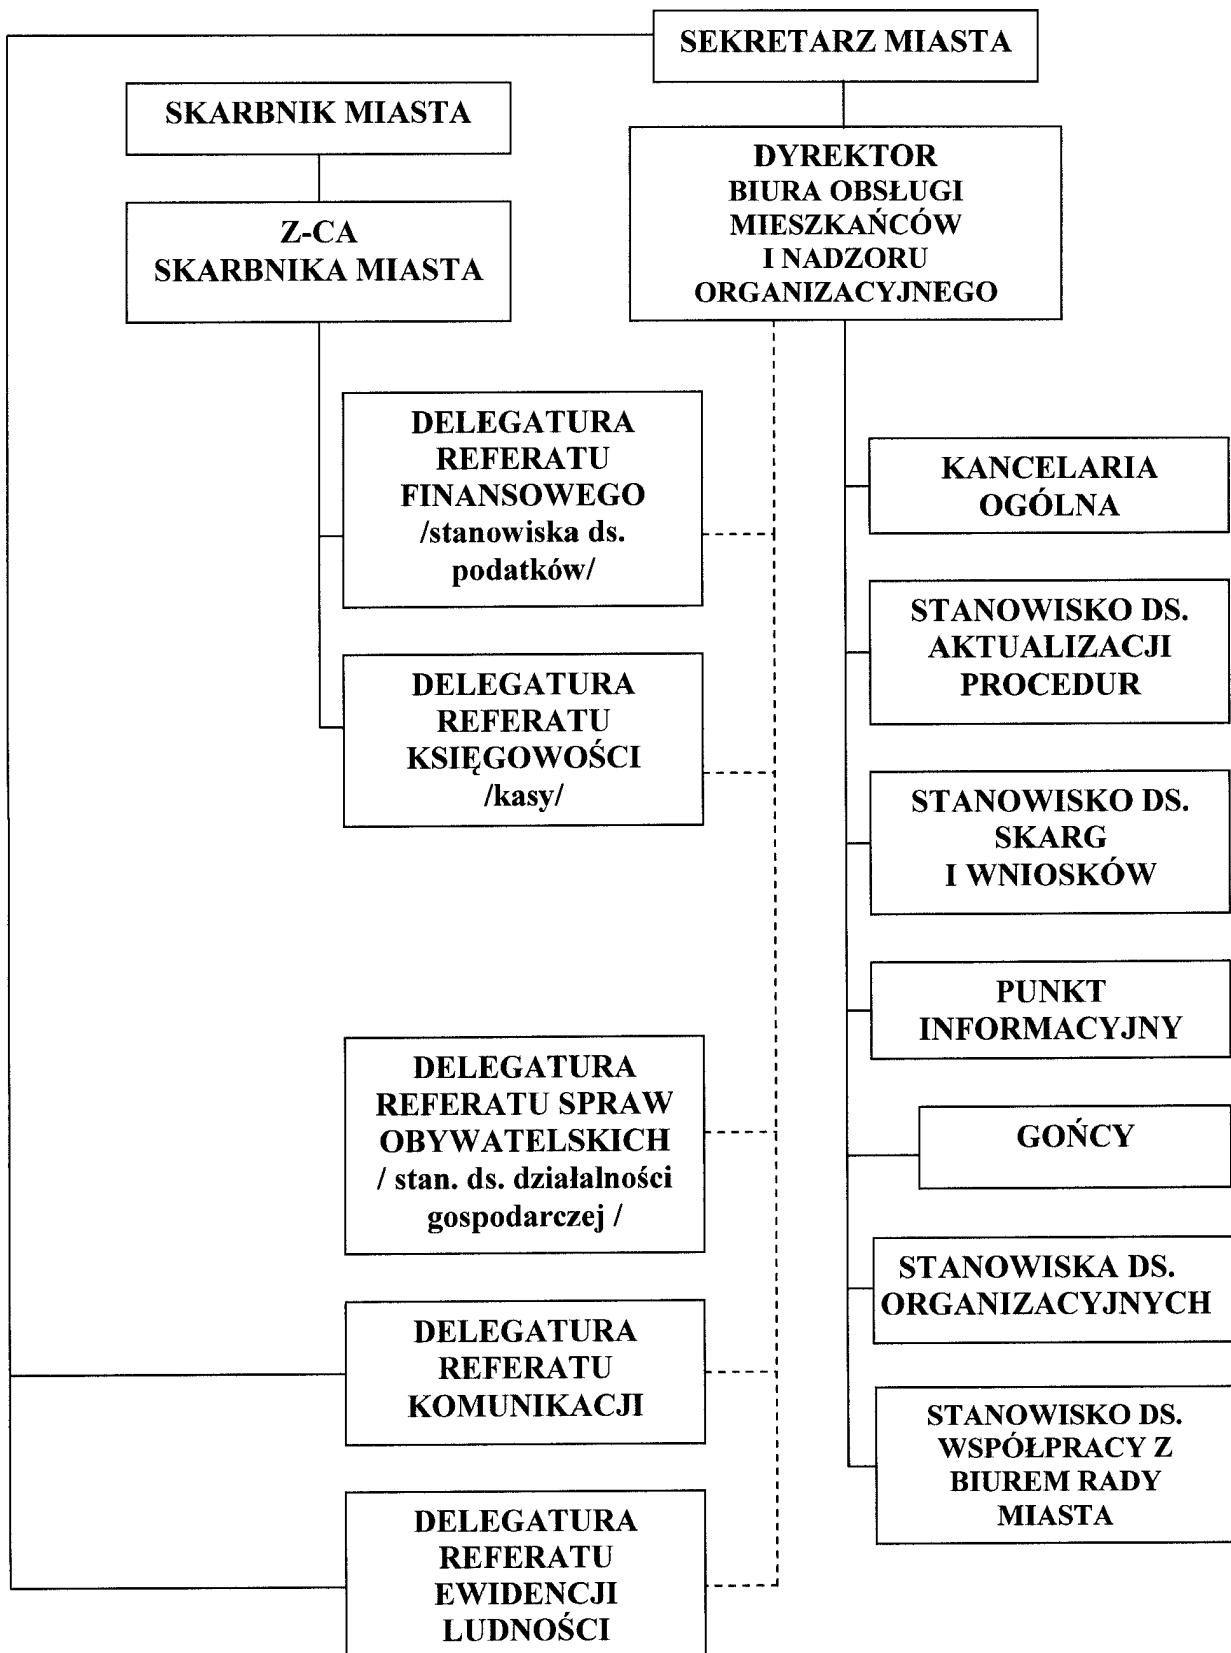 SEKRETARZ MIASTA
SKARBNIK MIASTA
DYREKTOR
BIURA OBSŁUGI
MIESZKAŃCÓW
I NADZORU
ORGANIZACYJNEGO
Z-CA
SKARBNIKA MIASTA
DELEGATURA
REFERATU
FINANSOWEGO
/stanowiska ds.
podatków/
DELEGATURA
REFERATU
KSIĘGOWOŚCI
/kasy/
DELEGATURA
REFERATU SPRAW
OBYWATELSKICH
/ stan. ds. działalności
gospodarczej /
DELEGATURA
REFERATU
KOMUNIKACJI
DELEGATURA
REFERATU
EWIDENCJI
LUDNOŚCI
KANCELARIA
OGÓLNA
STANOWISKO DS.
AKTUALIZACJI
PROCEDUR
STANOWISKO DS.
SKARG
I WNIOSKÓW
PUNKT
INFORMACYJNY
GOŃCY
STANOWISKA DS.
ORGANIZACYJNYCH
STANOWISKO DS.
WSPÓŁPRACY Z
BIUREM RADY
MIASTA